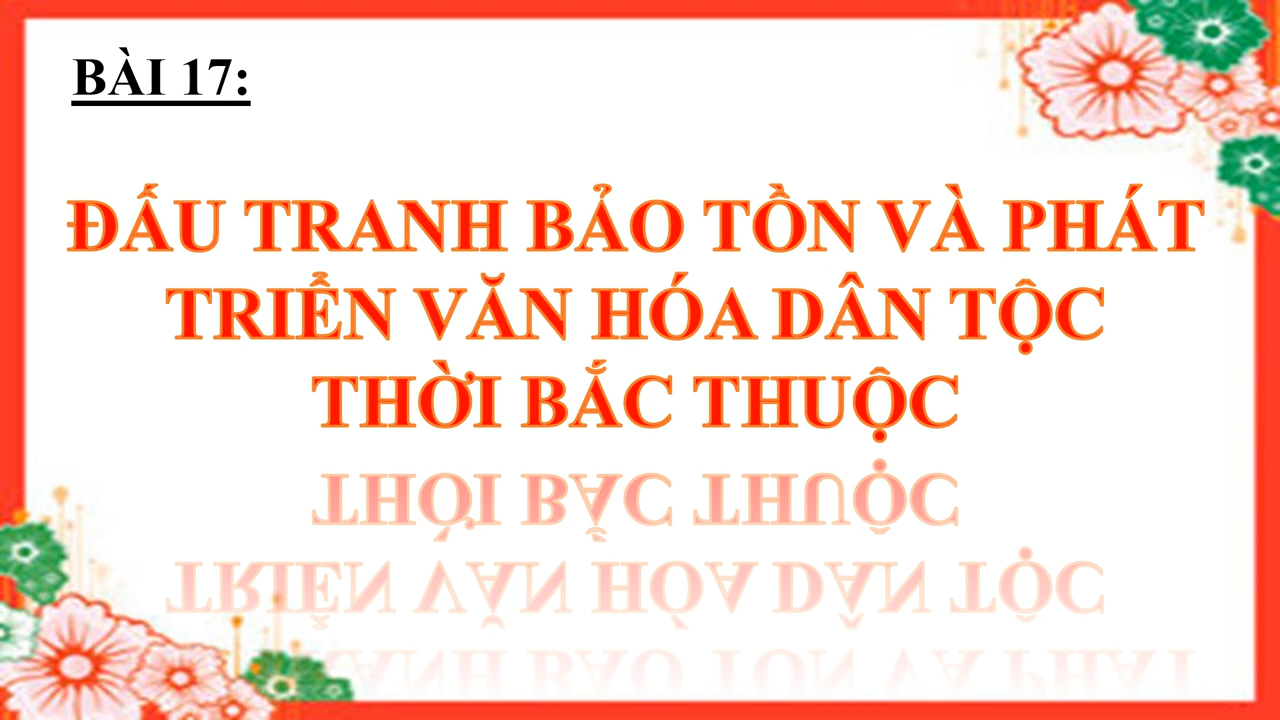 BÀI 17:
ĐẤU TRANH BẢO TỒN VÀ PHÁT
TRIỂN VĂN HÓA DÂN TỘC
THỜI BẮC THUỘC